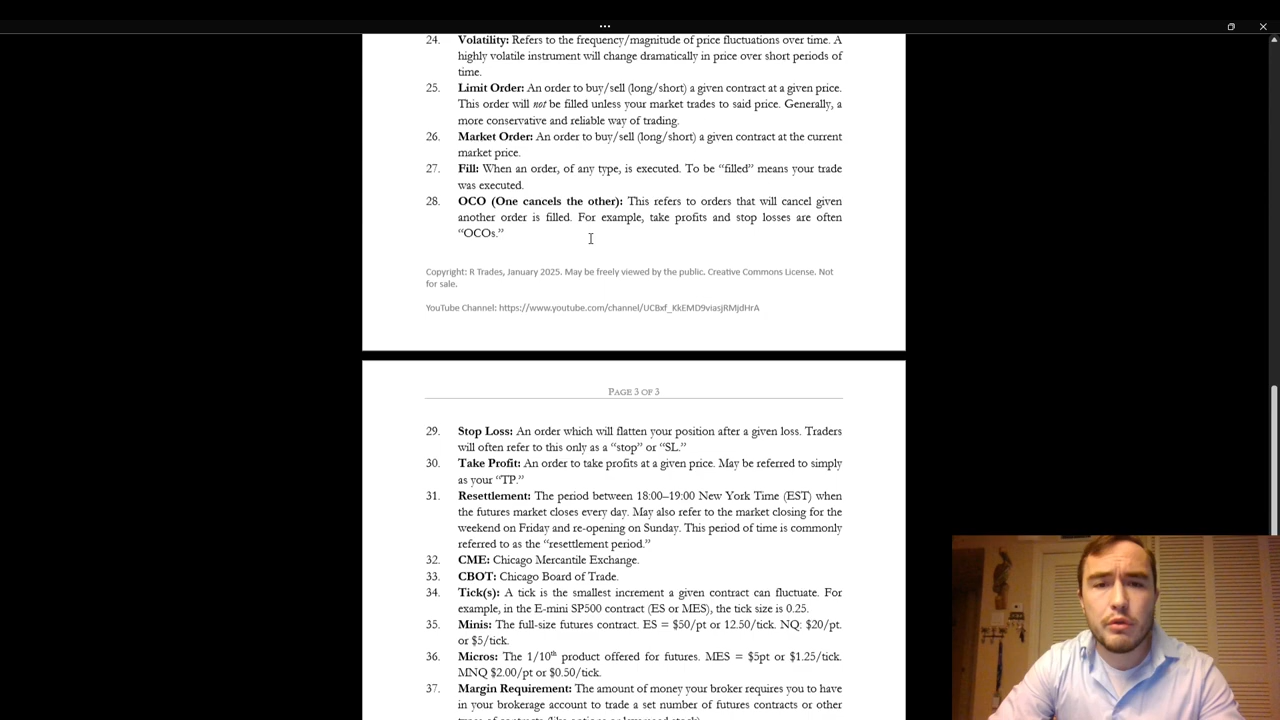 24. Volatility: Refers to the frequency/magnitude of price fluctuations over time. A
highly volatile instrument will change dramatically in price over short periods of
time.
25. Limit Order: An order to buy/sell (long/short) a given contract at a given price.
This order will not be filled unless your market trades to said price. Generally, a
more conservative and reliable way of trading.
26. Market Order: An order to buy/sell (long/short) a given contract at the current
market price.
27. Fill: When an order, of any type, is executed. To be “filled” means your trade
was executed.
28. OCO (One cancels the other): This refers to orders that will cancel given
another order is filled. For example, take profits and stop losses are often
“OCOs.”
Copyright: R Trades, January 2025. May be freely viewed by the public. Creative Commons License. Not
for sale.
YouTube Channel: https://www.youtube.com/channel/UCBxf_KkEMD9viasjRMjdHrA
PAGE 3 OF 3
29. Stop Loss: An order which will flatten your position after a given loss. Traders
will often refer to this only as a “stop” or “SL.”
30. Take Profit: An order to take profits at a given price. May be referred to simply
as your “TP.”
31. Resettlement: The period between 18:00–19:00 New York Time (EST) when
the futures market closes every day. May also refer to the market closing for the
weekend on Friday and re-opening on Sunday. This period of time is commonly
referred to as the “resettlement period.”
32. CME: Chicago Mercantile Exchange.
33. CBOT: Chicago Board of Trade.
34. Tick(s): A tick is the smallest increment a given contract can fluctuate. For
example, in the E-mini SP500 contract (ES or MES), the tick size is 0.25.
35. Minis: The full-size futures contract. ES = $50/pt or 12.50/tick. NQ: $20/pt.
or $5/tick.
36. Micros: The 1/10th product offered for futures. MES = $5pt or $1.25/tick.
MNQ $2.00/pt or $0.50/tick.
37. Margin Requirement: The amount of money your broker requires you to have
in your brokerage account to trade a set number of futures contracts or other